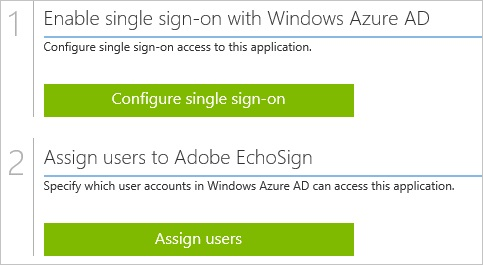 1
Enable single sign-on with Windows Azure AD
Configure single sign-on access to this application.
Configure single sign-on
2
Assign users to Adobe EchoSign
Specify which user accounts in Windows Azure AD can access this application.
Assign users